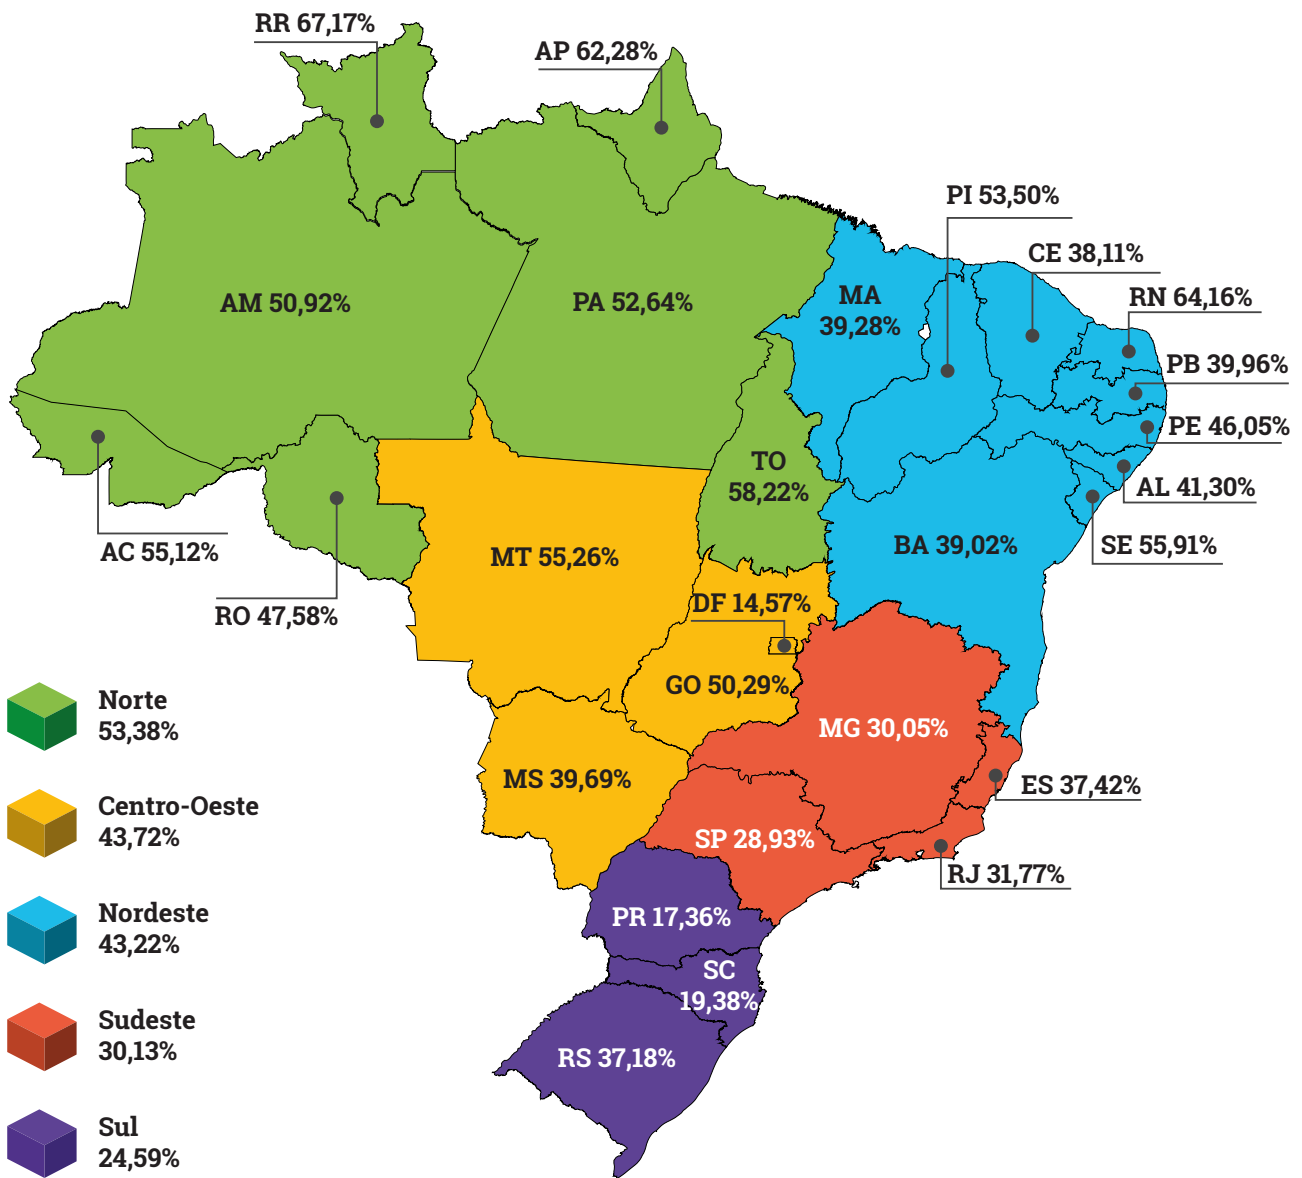 RR 67,17%
AP 62,28%
PI 53,50%
CE 38,11%
RN 64,16%
PB 39,96%
PE 46,05%
AL 41,30%
SE 55,91%
AM 50,92%
PA 52,64%
MA
39,28%
TO
58,22%
AC 55,12%
RO 47,58%
MT 55,26%
BA 39,02%
DF 14,57%
GO 50,29%
MG 30,05%
MS 39,69%
ES 37,42%
SP 28,93%
RJ 31,77%
PR 17,36%
SC
19,38%
RS 37,18%
Norte
53,38%
Centro-Oeste
43,72%
Nordeste
43,22%
Sudeste
30,13%
Sul
24,59%